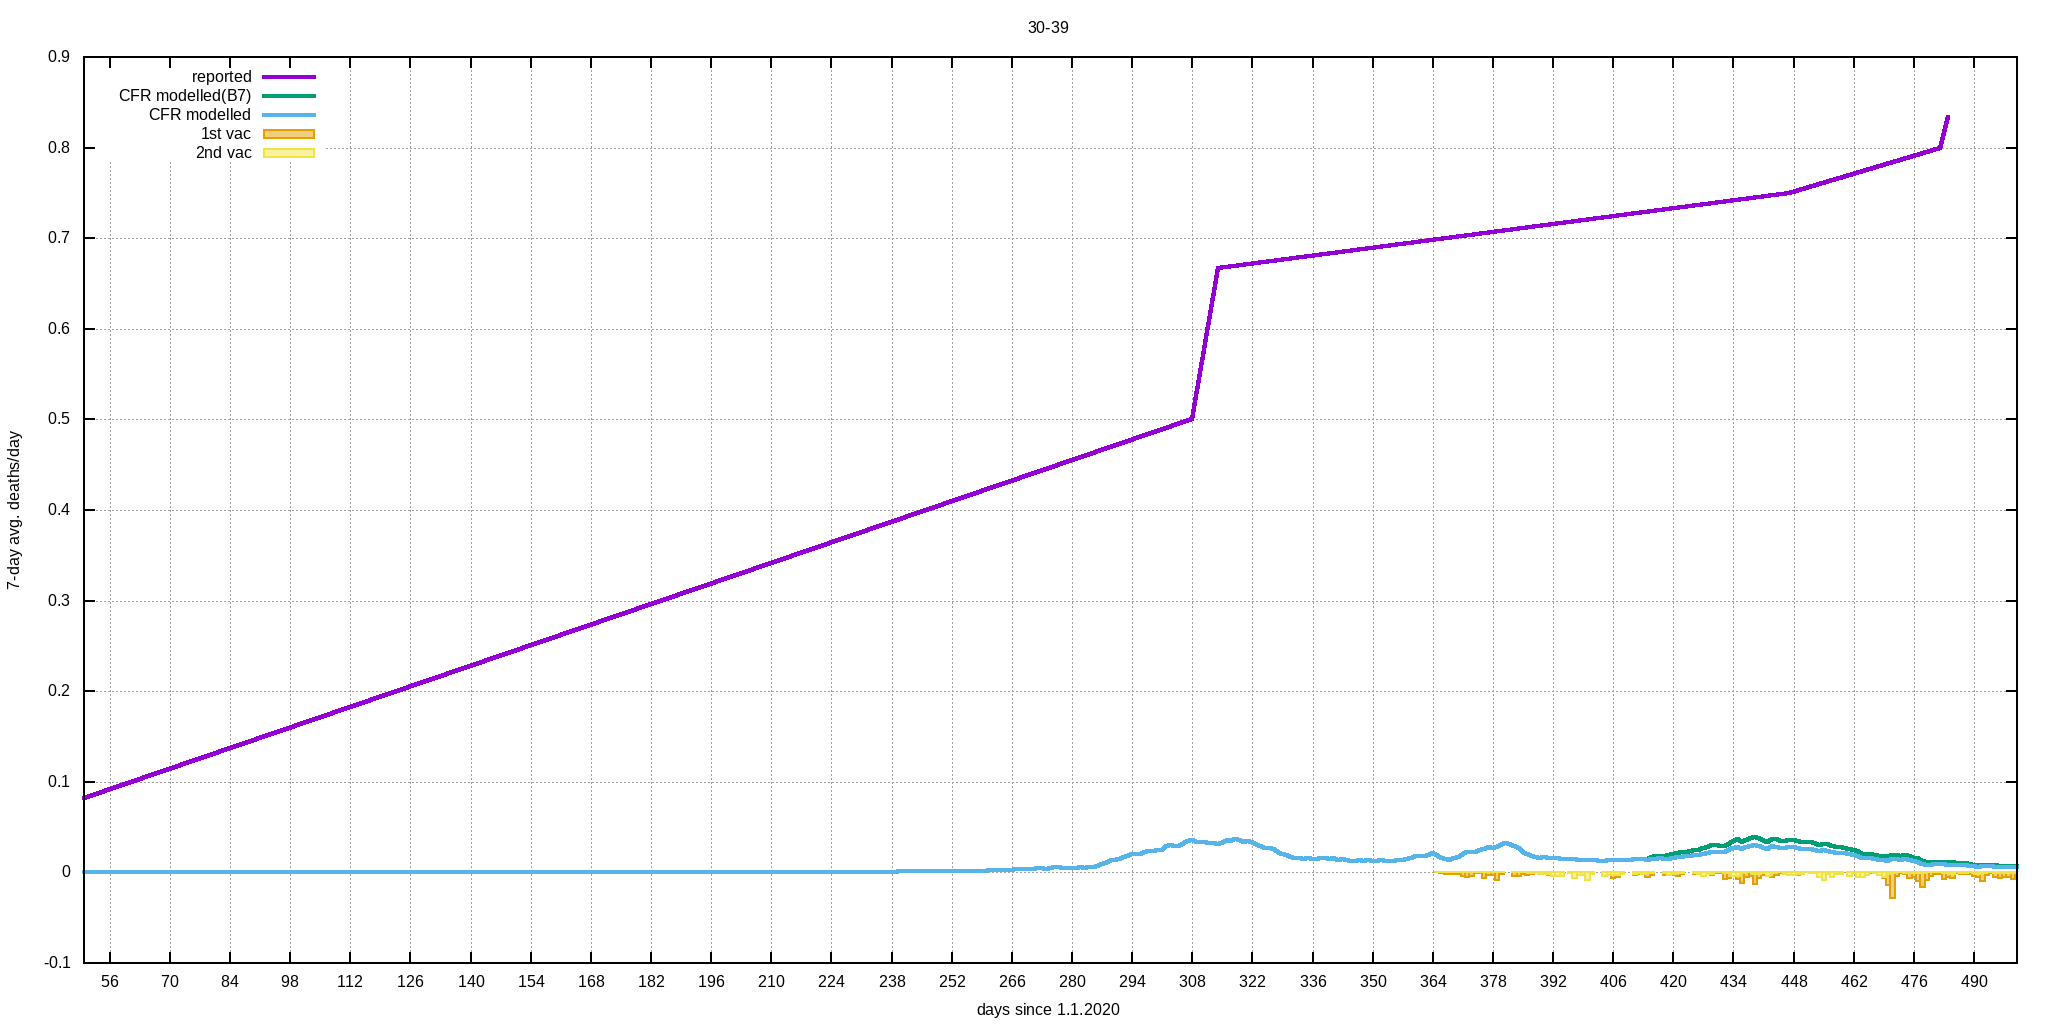 30-39
0.9
0.8
0.7
0.6
0.5
0.4
0.3
0.2
0.1
0
-0.1
7-day avg. deaths/day
reported
CFR modelled(B7)
CFR modelled
1st vac
2nd vac
56 70 84 98 112 126 140 154 168 182 196 210 224 238 252 266 280 294 308 322 336 350 364 378 392 406 420 434 448 462 476 490
days since 1.1.2020